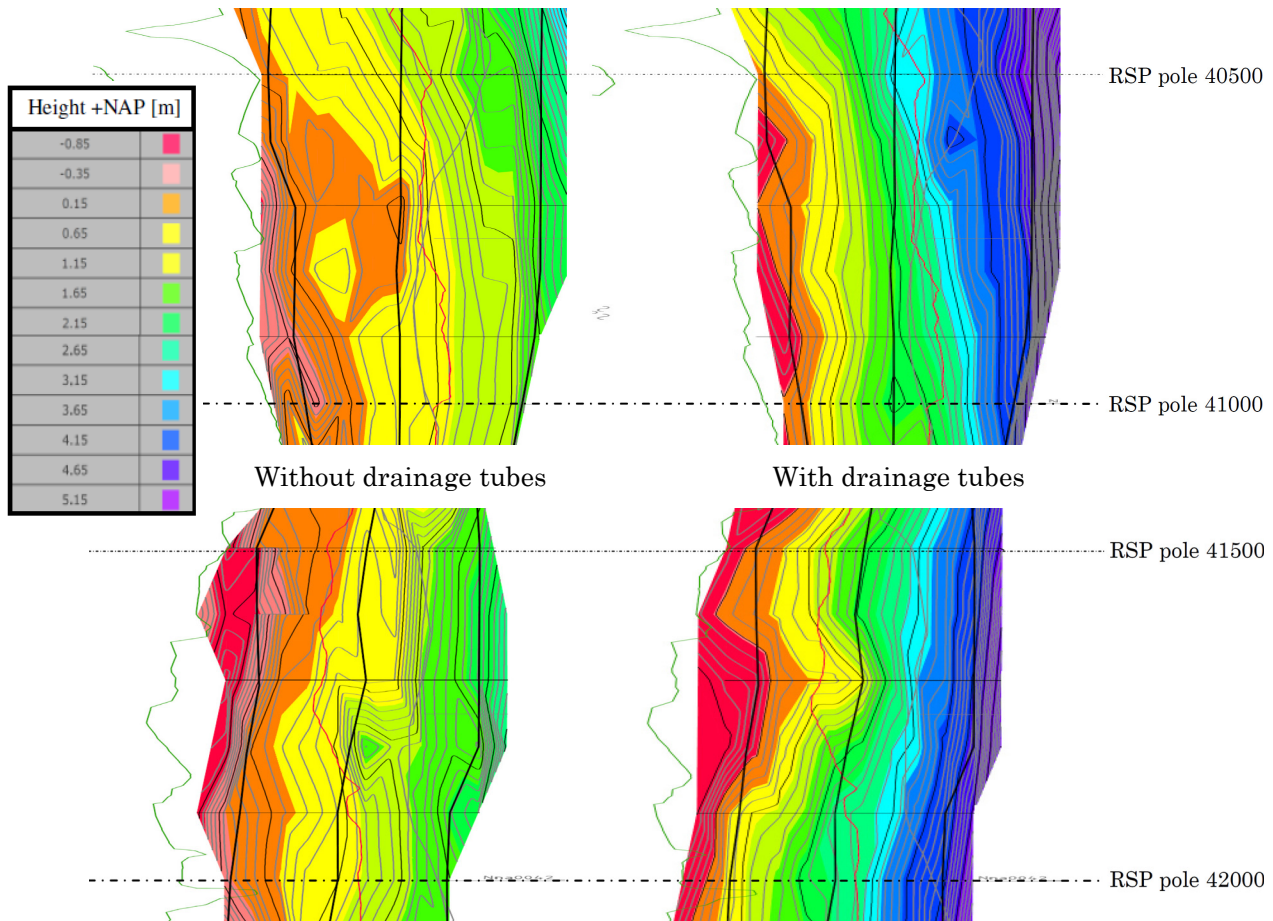 RSP pole 40500
Height +NAP [m]
-0.85
-0.35
0.15
0.65
1.15
1.65
2.15
2.65
3.15
3.65
4.15
4.65
5.15
RSP pole 41000
Without drainage tubes
With drainage tubes
RSP pole 41500
RSP pole 42000